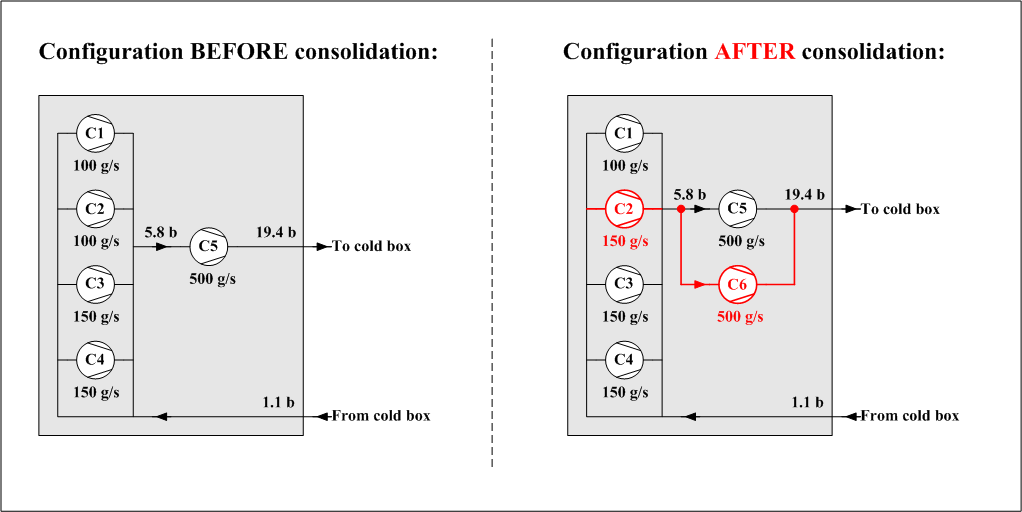 Configuration BEFORE consolidation:
C1
100 g/s
C2
100 g/s
5.8 b
C5
19.4 b
To cold box
500 g/s
C3
150 g/s
C4
150 g/s
1.1 b
From cold box
Configuration AFTER consolidation:
C1
100 g/s
C2
150 g/s
5.8 b
C5
19.4 b
To cold box
500 g/s
C3
150 g/s
C6
500 g/s
C4
150 g/s
1.1 b
From cold box